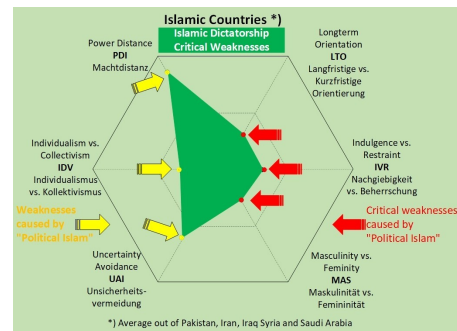 Islamic Countries *)
Islamic Dictatorship
Critical Weaknesses
Power Distance
PDI
Machtdistanz
Longterm
Orientation
LTO
Langfristige vs.
Kurzfristige
Orientierung
Individualism vs.
Collectivism
IDV
Individualismus
vs. Kollektivismus
Indulgence vs.
Restraint
IVR
Nachgiebigkeit
vs. Beherrschung
Weaknesses
caused by
"Political Islam"
Critical weaknesses
caused by
"Political Islam"
Uncertainty
Avoidance
UAI
Unsicherheits-
vermeidung
Masculinity vs.
Feminity
MAS
Maskulinität vs.
Femininität
*) Average out of Pakistan, Iran, Iraq Syria and Saudi Arabia